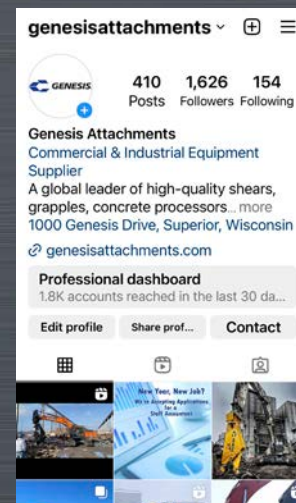 genesisattachments
GENESIS
410 1,626 154
Posts Followers Following
Genesis Attachments
Commercial & Industrial Equipment
Supplier
A global leader of high-quality shears,
grapples, concrete processors... more
1000 Genesis Drive, Superior, Wisconsin
genesisattachments.com
Professional dashboard
1.8K accounts reached in the last 30 da...
Edit profile Share prof... Contact
New Year, New Job?
We're Accepting Applications
for a
Staff Accountant